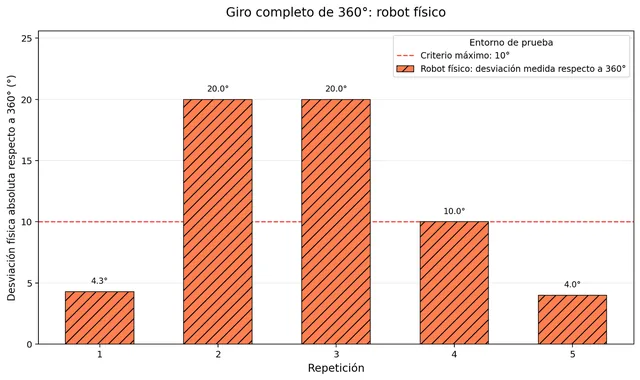 Giro completo de 360°: robot físico
Entorno de prueba
Criterio máximo: 10°
Robot físico: desviación medida respecto a 360°
Desviación física absoluta respecto a 360° (°)
25
20
15
10
5
0
4.3°
20.0°
20.0°
10.0°
4.0°
1
2
3
4
5
Repetición